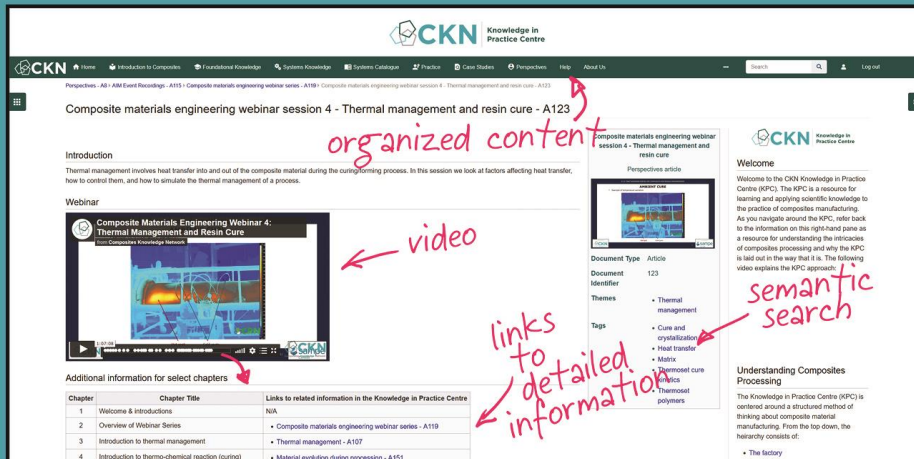 CKN Knowledge in
Practice Centre
CKN Home Introduction to Composites Foundational Knowledge Systems Knowledge Systems Catalogue Practice Case Studies Perspectives Help About Us Search Log out
Perspectives - A8 > AIM Event Recordings - A115 > Composite materials engineering webinar series - A119 > Composite materials engineering webinar session 4 - Thermal management and resin cure - A123
Composite materials engineering webinar session 4 - Thermal management and resin cure - A123
organized content
Introduction
Thermal management involves heat transfer into and out of the composite material during the curing/forming process. In this session we look at factors affecting heat transfer,
how to control them, and how to simulate the thermal management of a process.
Webinar
Composite Materials Engineering Webinar 4:
Thermal Management and Resin Cure
from Composites Knowledge Network
1:07:08
CKN
sampe
video
links
to
detailed
information
Additional information for select chapters
Chapter Chapter Title Links to related information in the Knowledge in Practice Centre
1 Welcome & introductions N/A
2 Overview of Webinar Series • Composite materials engineering webinar series - A119
3 Introduction to thermal management • Thermal management - A107
4 Introduction to thermo-chemical reaction (curing) • Material evolution during processing - A151
Composite materials engineering webinar
session 4 - Thermal management and
resin cure
Perspectives article
AMBIENT CURE
Document Type Article
Document 123
Identifier
Themes • Thermal
management
Tags • Cure and
crystallization
• Heat transfer
• Matrix
• Thermoset cure
kinetics
• Thermoset
polymers
semantic
search
CKN Knowledge in
Practice Centre
Welcome
Welcome to the CKN Knowledge in Practice
Centre (KPC). The KPC is a resource for
learning and applying scientific knowledge to
the practice of composites manufacturing.
As you navigate around the KPC, refer back
to the information on this right-hand pane as
a resource for understanding the intricacies
of composites processing and why the KPC
is laid out in the way that it is. The following
video explains the KPC approach:
Understanding Composites
Processing
The Knowledge in Practice Centre (KPC) is
centered around a structured method of
thinking about composite material
manufacturing. From the top down, the
heirarchy consists of:
• The factory